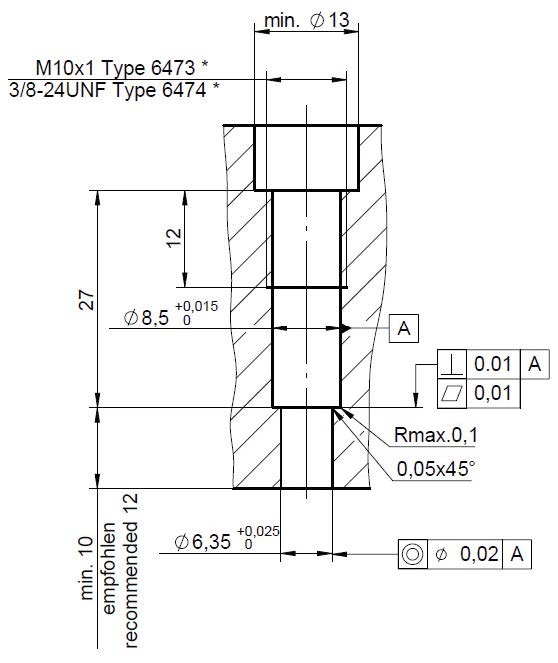 min. ∅13
M10x1 Type 6473 *
3/8-24UNF Type 6474 *
12
27
∅8,5 +0,015 0
A
⊥ 0.01 A
⏥ 0,01
Rmax.0,1
0,05x45°
min. 10
empfohlen
recommended 12
∅6,35 +0,025 0
◎ ⌀ 0,02 A